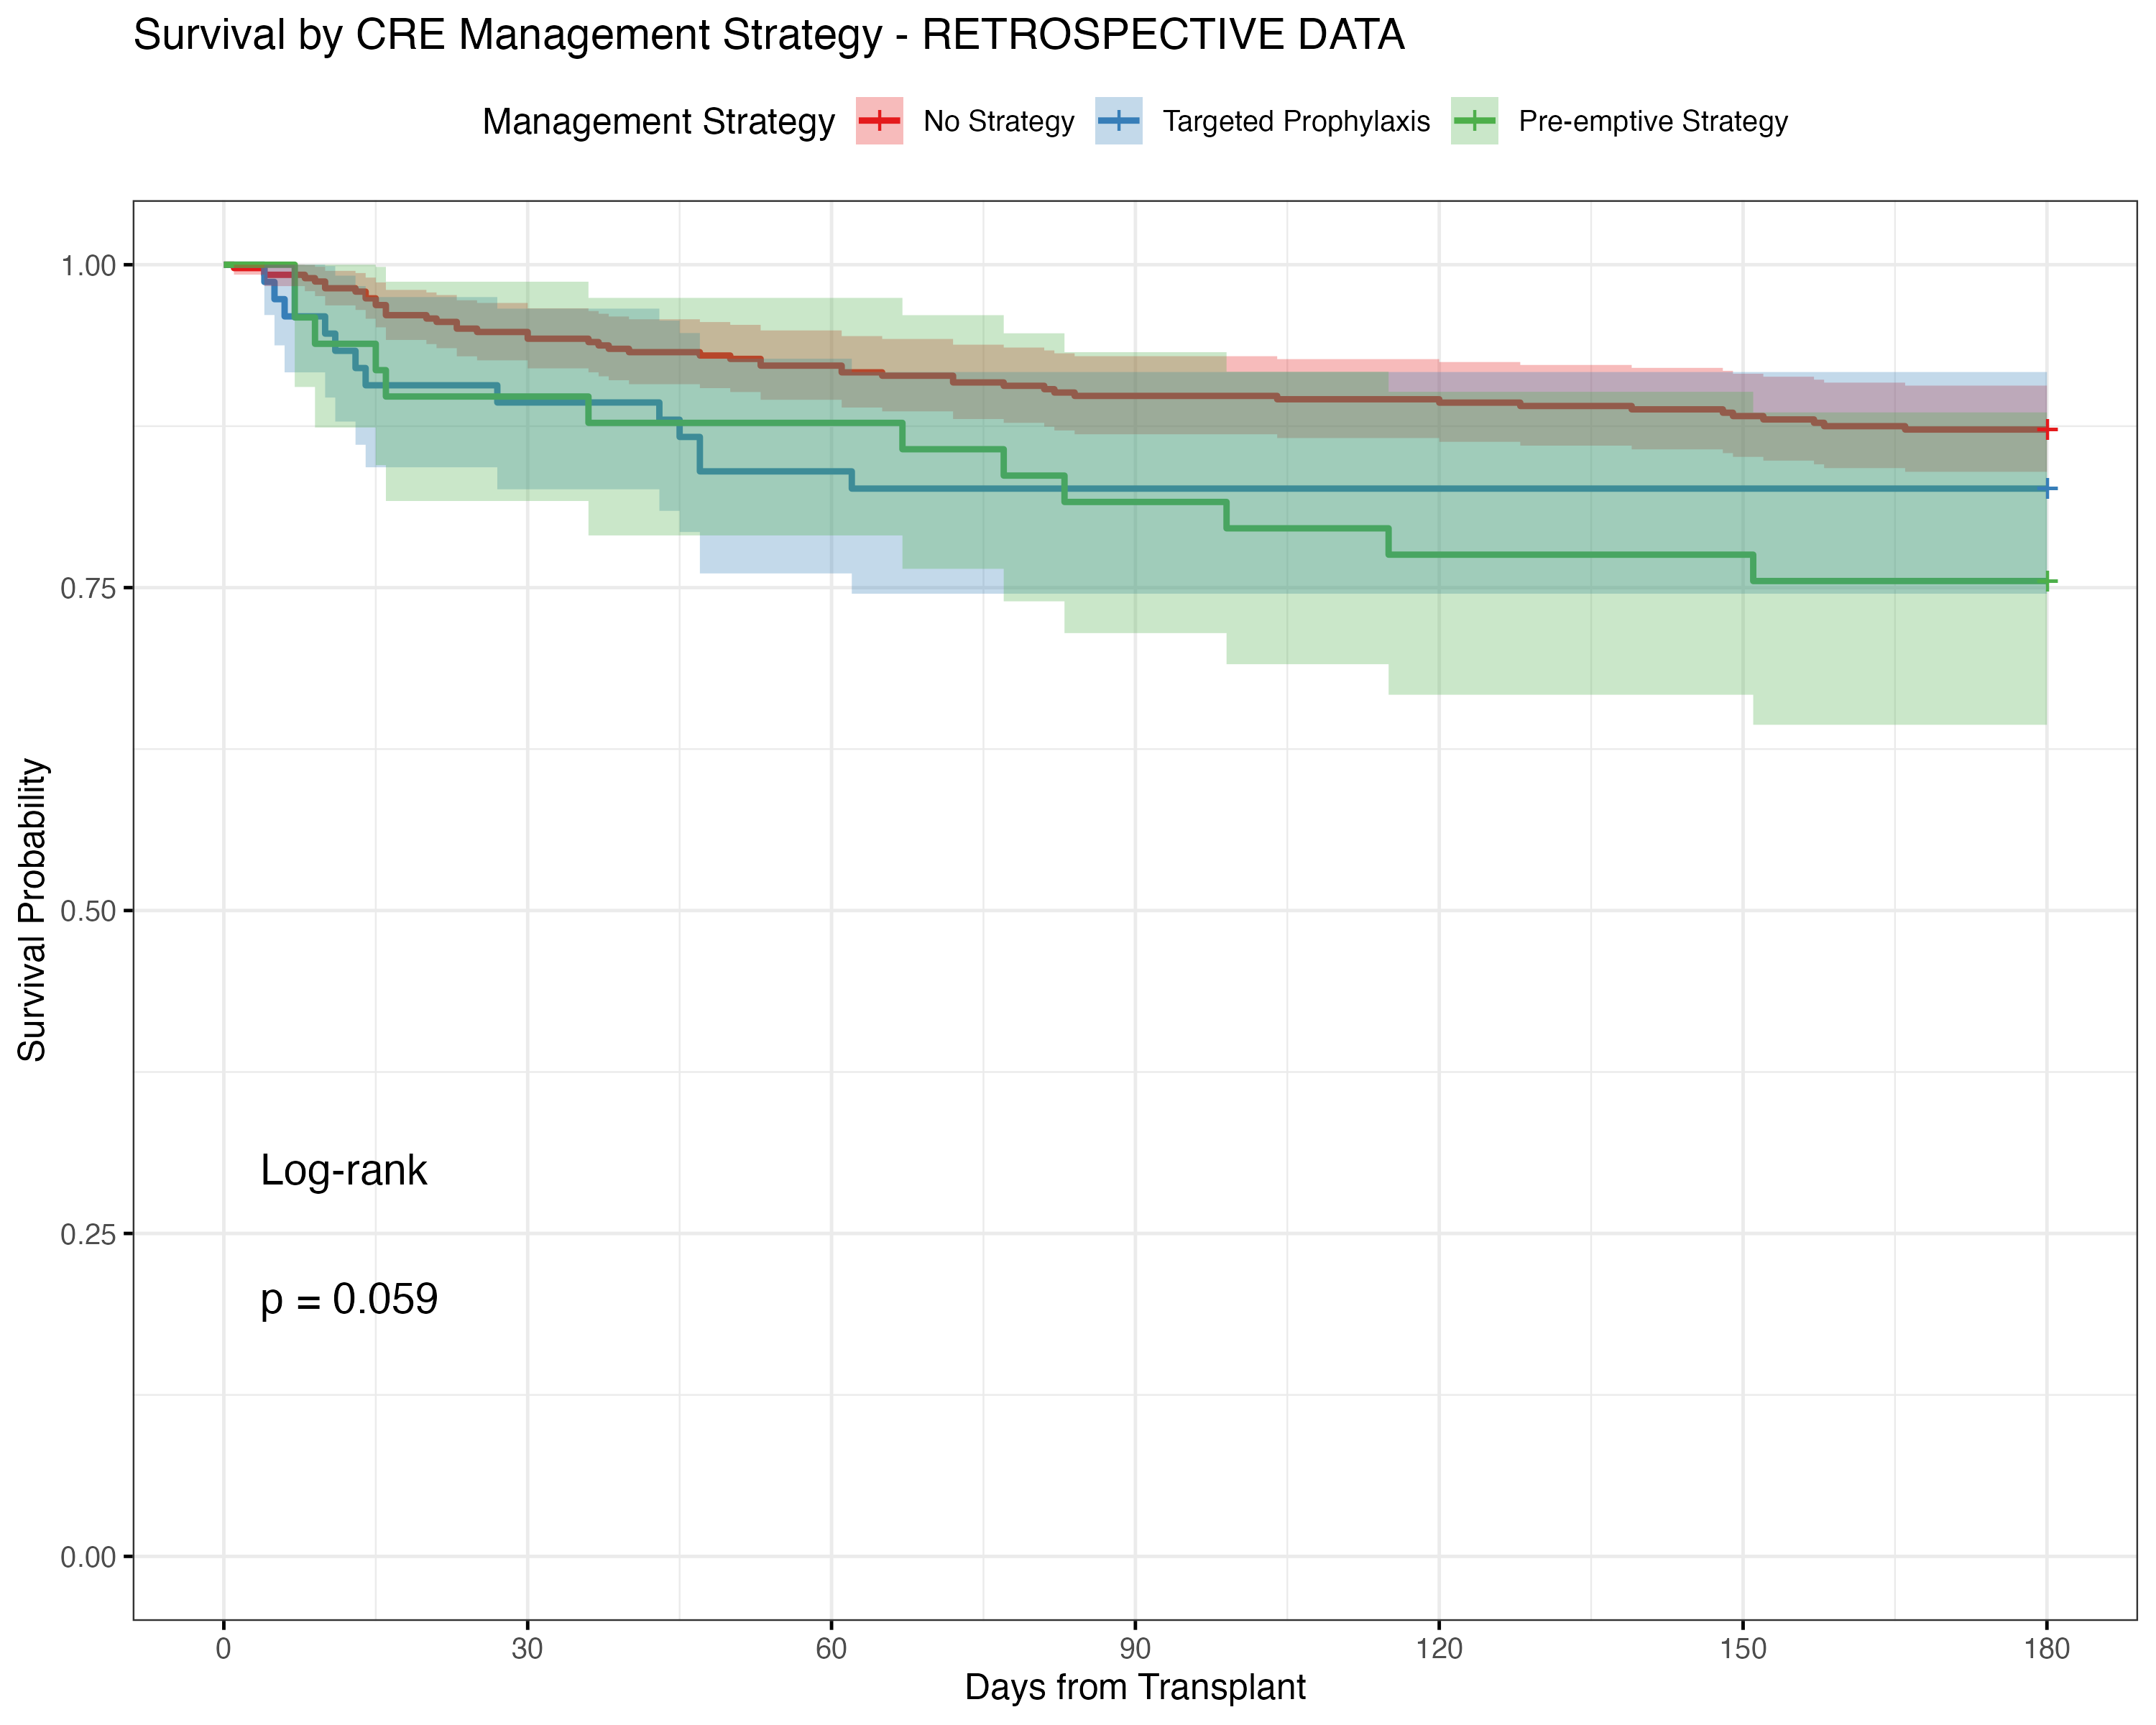 Survival by CRE Management Strategy - RETROSPECTIVE DATA
Management Strategy No Strategy Targeted Prophylaxis Pre-emptive Strategy
Survival Probability
1.00
0.75
0.50
0.25
0.00
Log-rank
p = 0.059
0 30 60 90 120 150 180
Days from Transplant